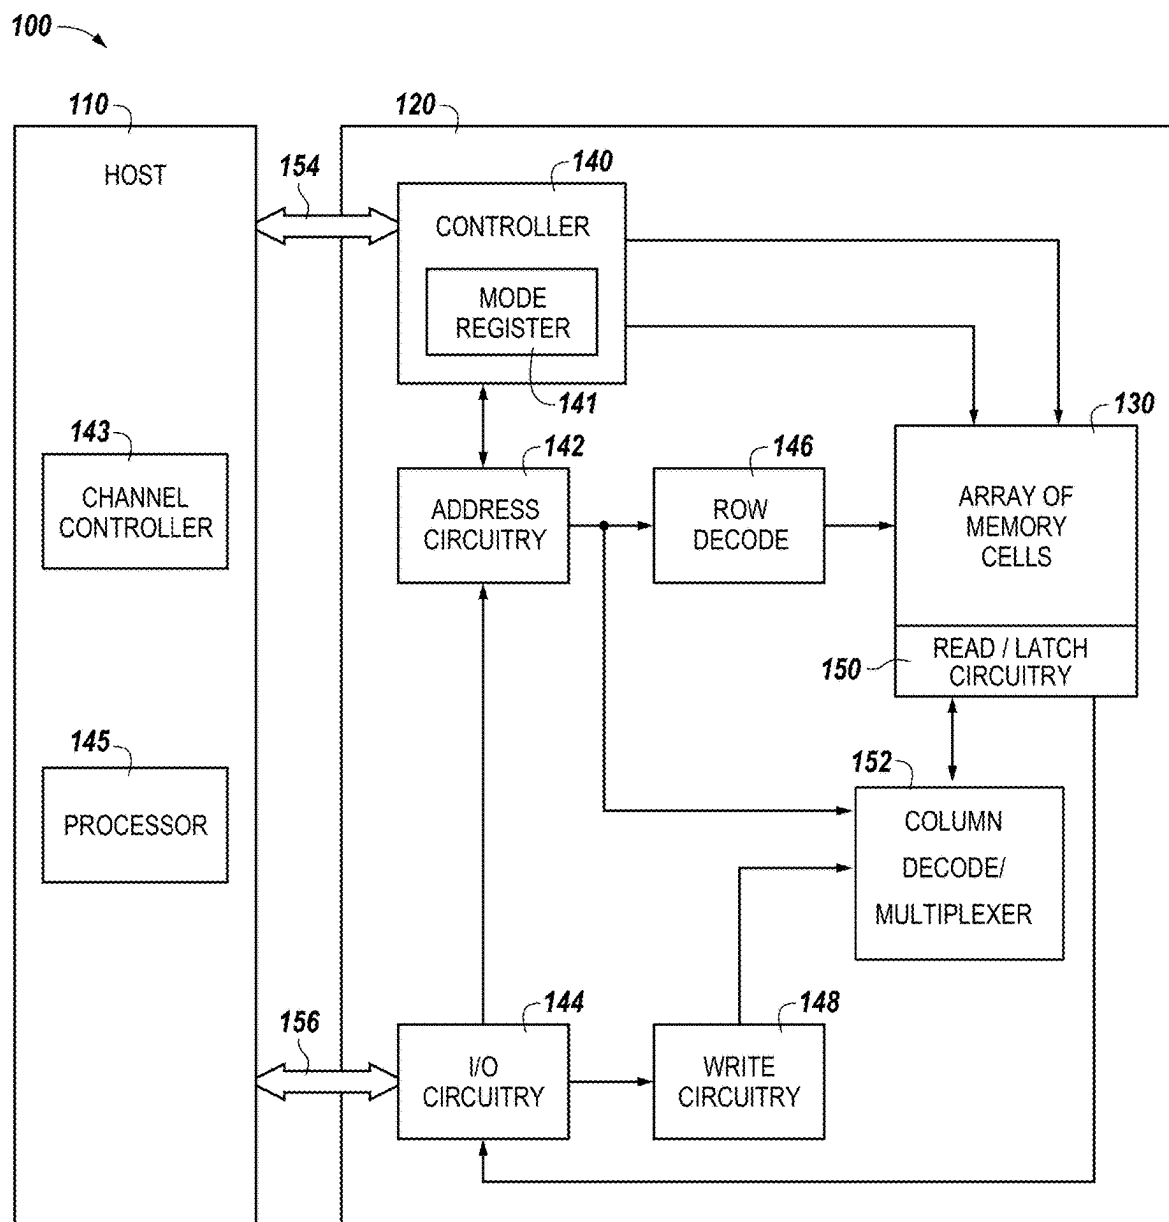 100
110
HOST
120
154
140
CONTROLLER
MODE
REGISTER
141
130
143
CHANNEL
CONTROLLER
142
ADDRESS
CIRCUITRY
146
ROW
DECODE
ARRAY OF
MEMORY
CELLS
150
READ / LATCH
CIRCUITRY
145
PROCESSOR
152
COLUMN
DECODE/
MULTIPLEXER
156
144
I/O
CIRCUITRY
148
WRITE
CIRCUITRY